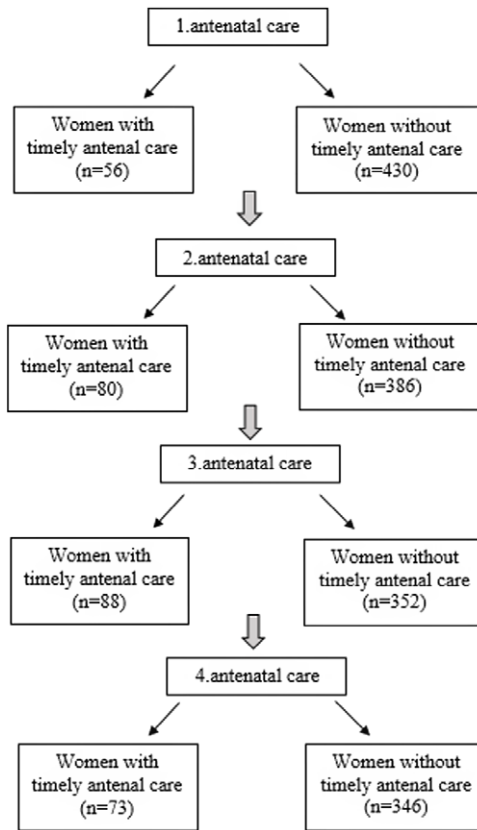 1.antenatal care
Women with
timely antenal care
(n=56)
Women without
timely antenal care
(n=430)
2.antenatal care
Women with
timely antenal care
(n=80)
Women without
timely antenal care
(n=386)
3.antenatal care
Women with
timely antenal care
(n=88)
Women without
timely antenal care
(n=352)
4.antenatal care
Women with
timely antenal care
(n=73)
Women without
timely antenal care
(n=346)